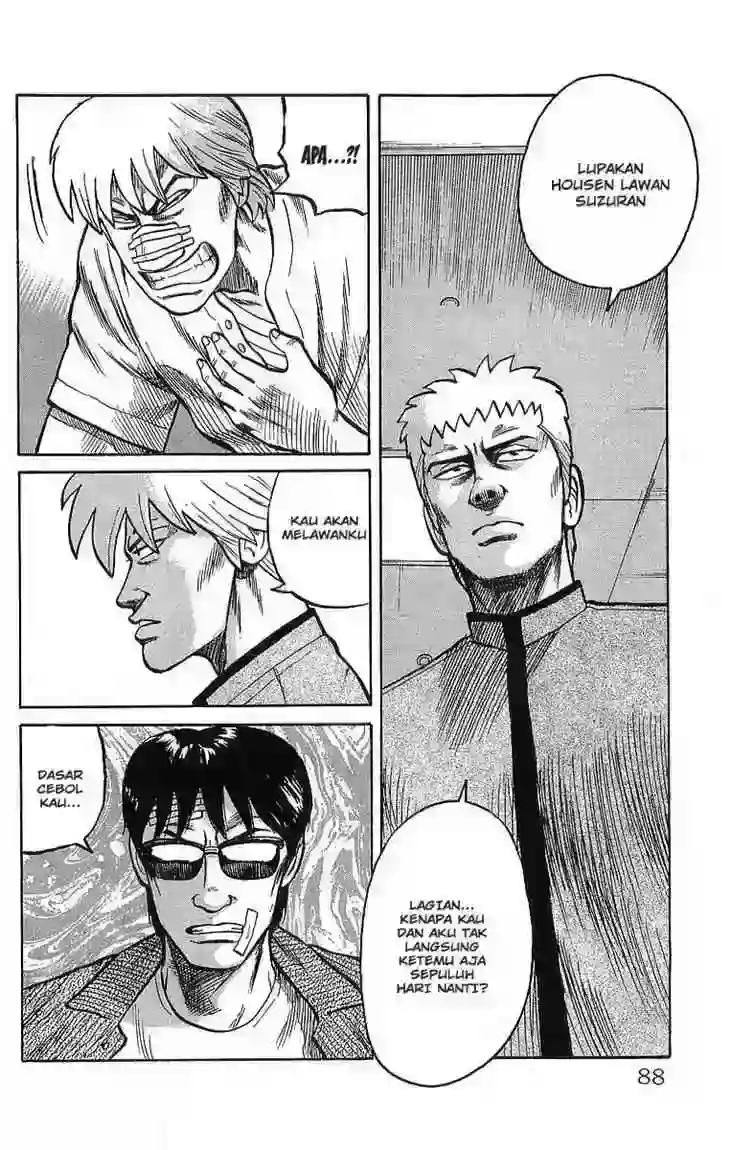 LUPAKAN
HOUSEN LAWAN
SUZURAN
LAGIAN...
KENAPA KAU
DAN AKU TAK
LANGSUNG
KETEMU AJA
SEPULUH
HARI NANTI?
APA...?!
KAU AKAN
MELAWANKU
DASAR
CEBOL
KAU...
88